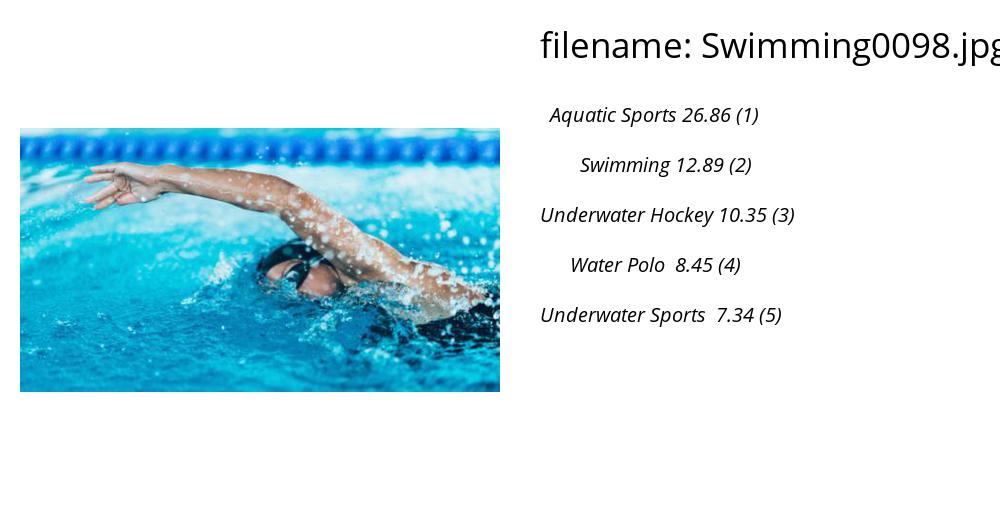 filename: Swimming0098.jpg
Aquatic Sports 26.86 (1)
Swimming 12.89 (2)
Underwater Hockey 10.35 (3)
Water Polo 8.45 (4)
Underwater Sports 7.34 (5)